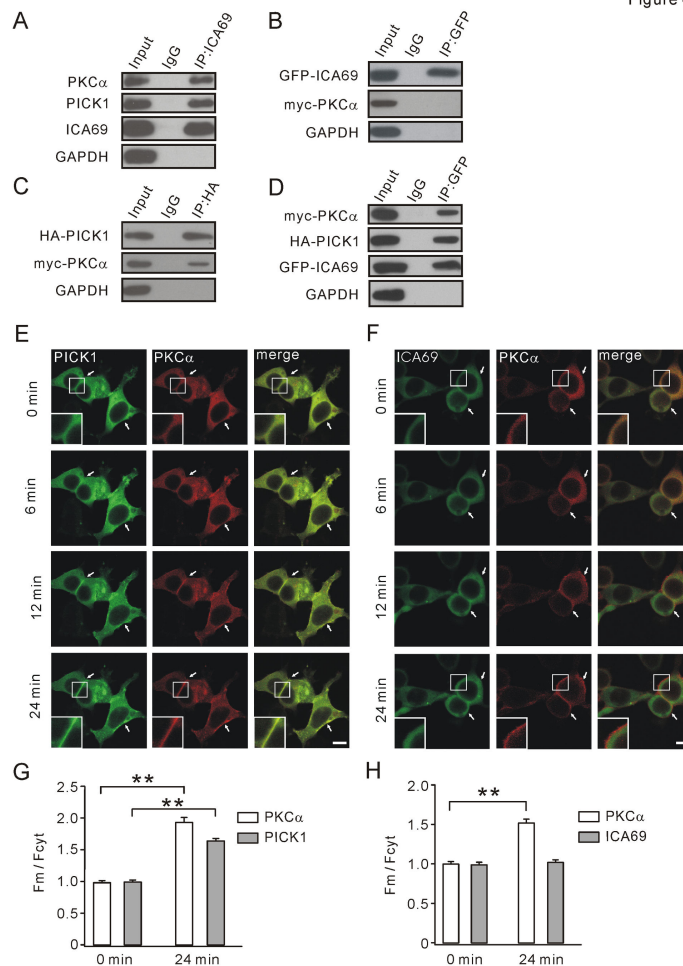 Figure
A
Input IgG IP:ICA69
PKCα
PICK1
ICA69
GAPDH
B
Input IgG IP:GFP
GFP-ICA69
myc-PKCα
GAPDH
C
Input IgG IP:HA
HA-PICK1
myc-PKCα
GAPDH
D
Input IgG IP:GFP
myc-PKCα
HA-PICK1
GFP-ICA69
GAPDH
E
PICK1 PKCα merge
0 min
6 min
12 min
24 min
F
ICA69 PKCα merge
0 min
6 min
12 min
24 min
G
Fm / Fcyt
2.5
2.0
1.5
1.0
0.5
0
** 
**
PKCα
PICK1
0 min 24 min
H
Fm / Fcyt
2.0
1.5
1.0
0.5
0
**
PKCα
ICA69
0 min 24 min